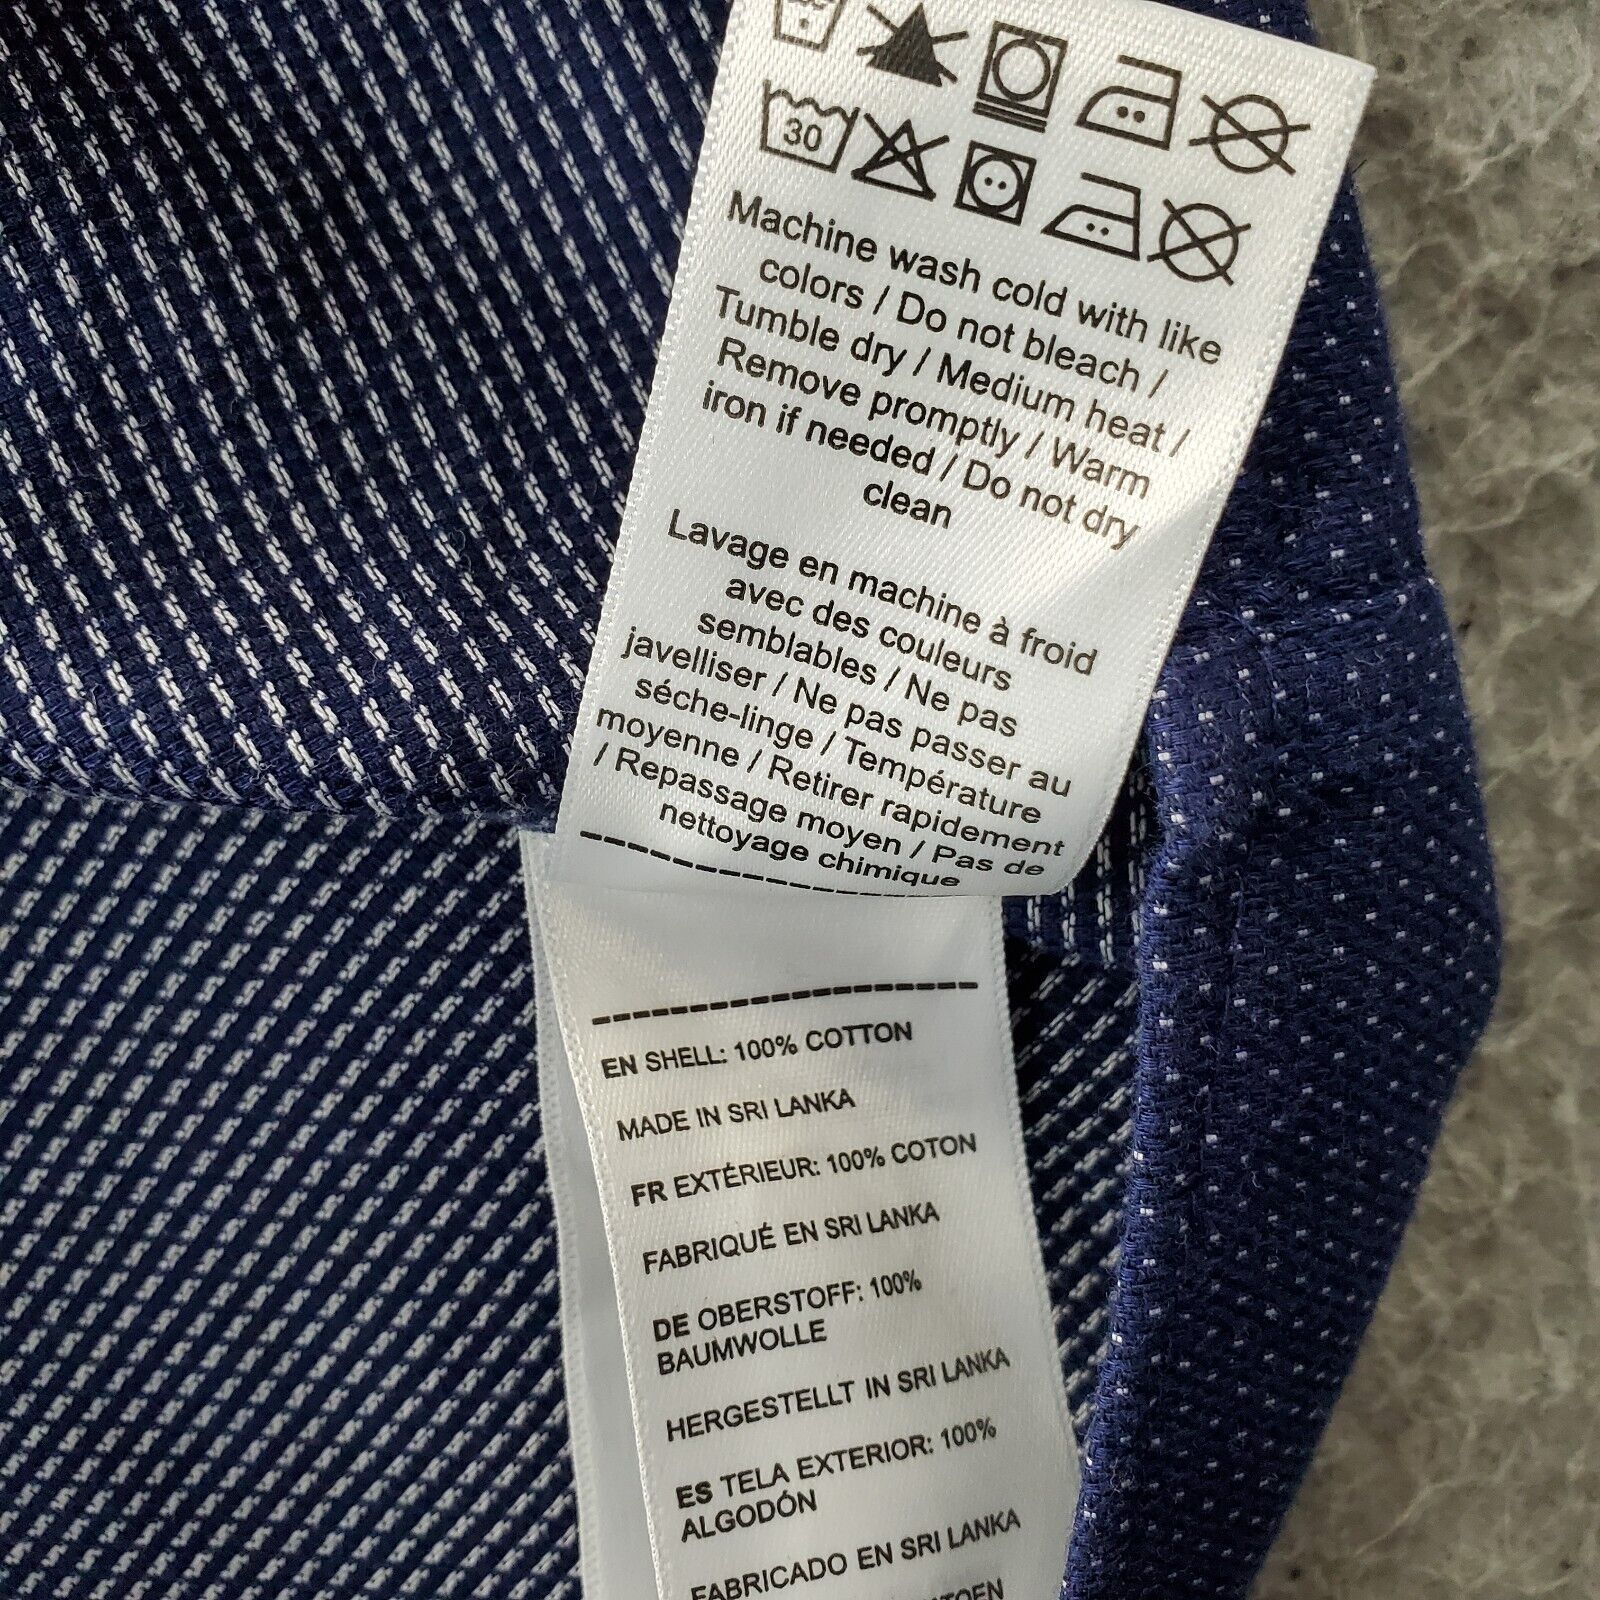 30
Machine wash cold with like
colors / Do not bleach /
Tumble dry / Medium heat /
Remove promptly / Warm
iron if needed / Do not dry
clean
Lavage en machine à froid
avec des couleurs
semblables / Ne pas
javelliser / Ne pas passer au
séche-linge / Température
moyenne / Retirer rapidement
/ Repassage moyen / Pas de
nettoyage chimique
EN SHELL: 100% COTTON
MADE IN SRI LANKA
FR EXTÉRIEUR: 100% COTON
FABRIQUÉ EN SRI LANKA
DE OBERSTOFF: 100%
BAUMWOLLE
HERGESTELLT IN SRI LANKA
ES TELA EXTERIOR: 100%
ALGODÓN
FABRICADO EN SRI LANKA